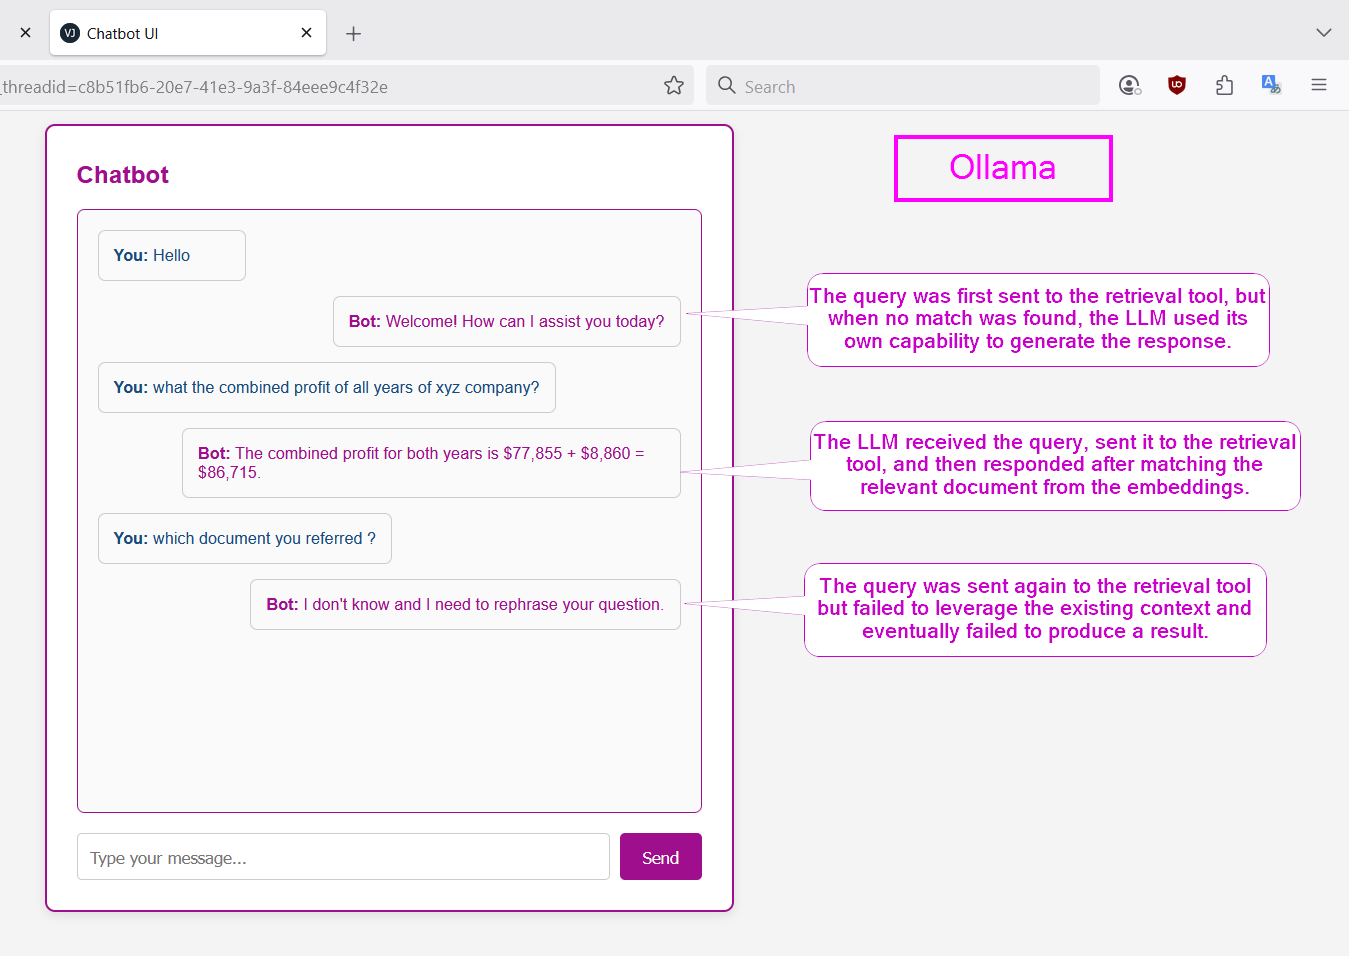 VJ Chatbot UI
_threadid=c8b51fb6-20e7-41e3-9a3f-84eee9c4f32e
Search
Chatbot
You: Hello
Bot: Welcome! How can I assist you today?
You: what the combined profit of all years of xyz company?
Bot: The combined profit for both years is $77,855 + $8,860 =
$86,715.
You: which document you referred ?
Bot: I don't know and I need to rephrase your question.
Type your message...
Send
Ollama
The query was first sent to the retrieval tool, but
when no match was found, the LLM used its
own capability to generate the response.
The LLM received the query, sent it to the retrieval
tool, and then responded after matching the
relevant document from the embeddings.
The query was sent again to the retrieval tool
but failed to leverage the existing context and
eventually failed to produce a result.